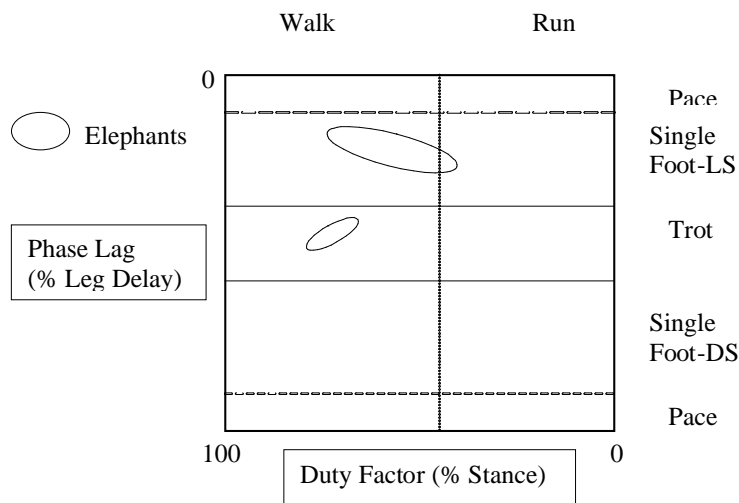 Walk
Run
0
Pace
Elephants
Single
Foot-LS
Phase Lag
(% Leg Delay)
Trot
Single
Foot-DS
Pace
100
0
Duty Factor (% Stance)